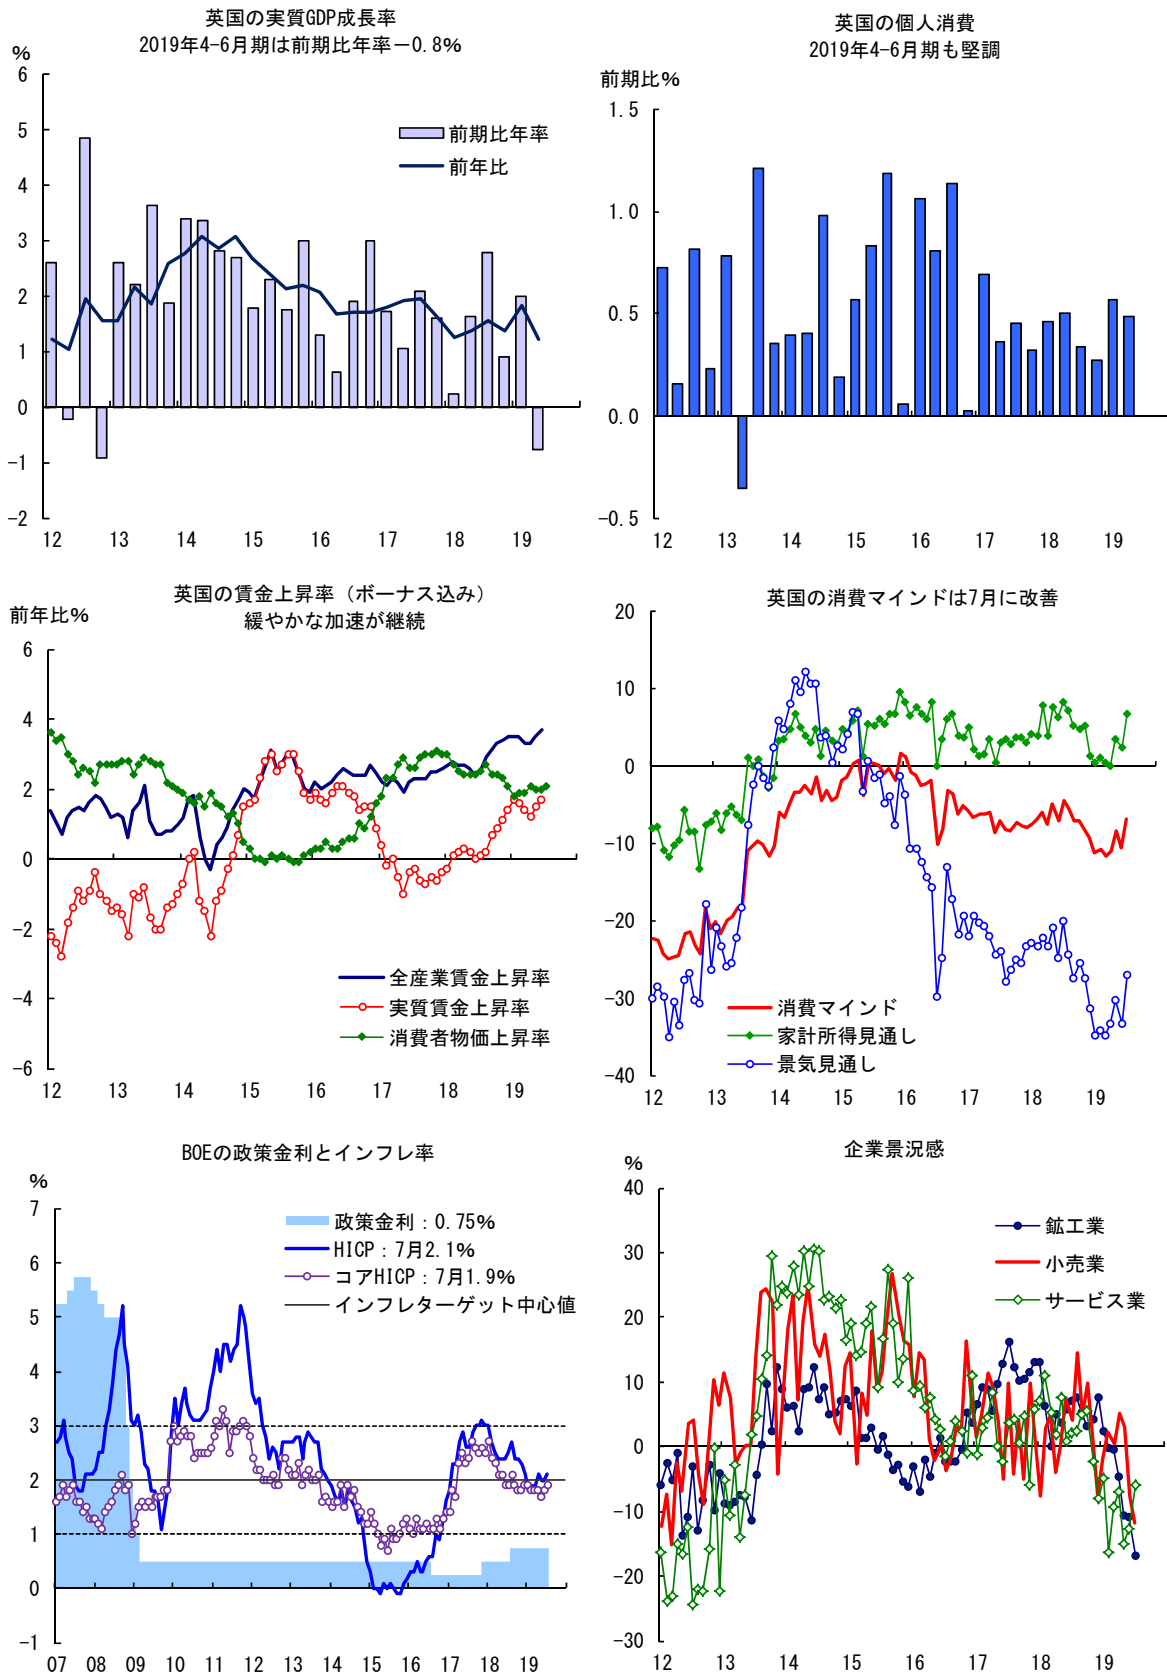 英国の実質GDP成長率
2019年4-6月期は前期比年率－0.8%
%
6
5
4
3
2
1
0
−1
−2
前期比年率
前年比
12 13 14 15 16 17 18 19
英国の個人消費
2019年4-6月期も堅調
前期比%
1.5
1.0
0.5
0.0
−0.5
12 13 14 15 16 17 18 19
英国の賃金上昇率（ボーナス込み）
緩やかな加速が継続
前年比%
6
4
2
0
−2
−4
−6
全産業賃金上昇率
実質賃金上昇率
消費者物価上昇率
12 13 14 15 16 17 18 19
英国の消費マインドは7月に改善
20
10
0
−10
−20
−30
−40
消費マインド
家計所得見通し
景気見通し
12 13 14 15 16 17 18 19
BOEの政策金利とインフレ率
%
7
6
5
4
3
2
1
0
−1
政策金利：0.75%
HICP：7月2.1%
コアHICP：7月1.9%
インフレターゲット中心値
07 08 09 10 11 12 13 14 15 16 17 18 19
企業景況感
%
40
30
20
10
0
−10
−20
−30
鉱工業
小売業
サービス業
12 13 14 15 16 17 18 19